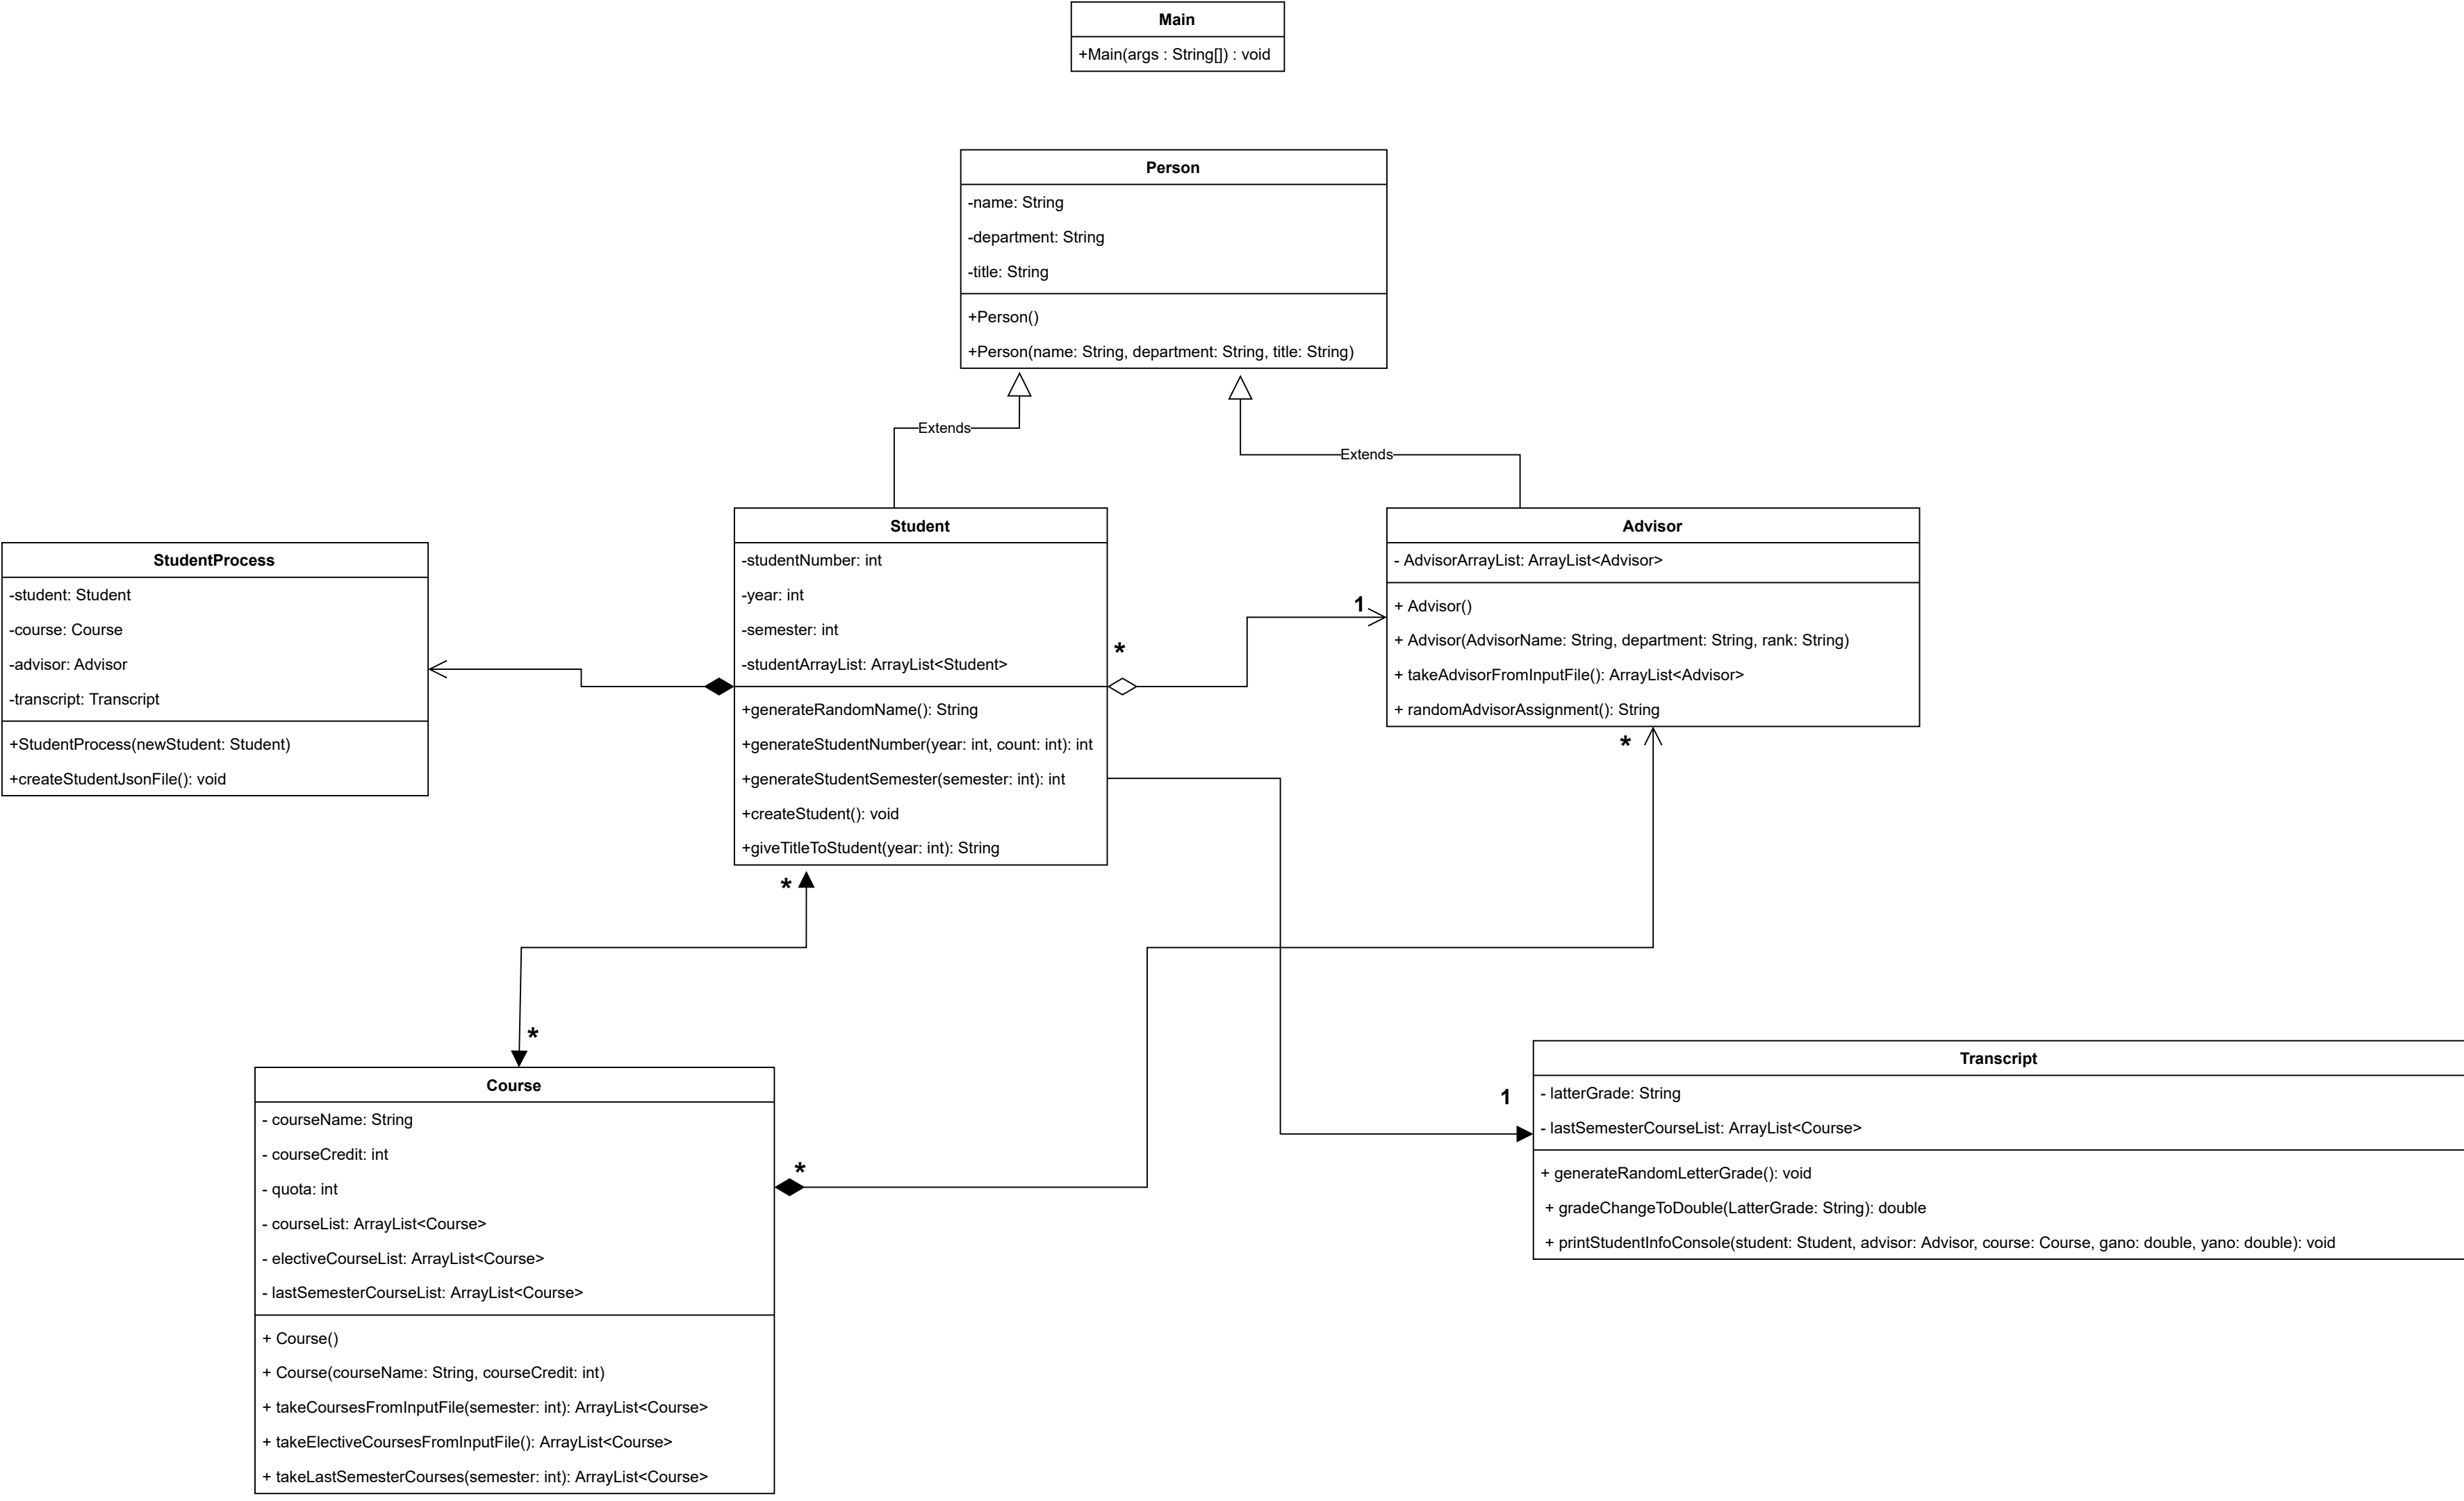 Main
+Main(args : String[]) : void
Person
-name: String
-department: String
-title: String
+Person()
+Person(name: String, department: String, title: String)
Extends
Extends
StudentProcess
-student: Student
-course: Course
-advisor: Advisor
-transcript: Transcript
+StudentProcess(newStudent: Student)
+createStudentJsonFile(): void
Student
-studentNumber: int
-year: int
-semester: int
-studentArrayList: ArrayList<Student>
+generateRandomName(): String
+generateStudentNumber(year: int, count: int): int
+generateStudentSemester(semester: int): int
+createStudent(): void
+giveTitleToStudent(year: int): String
*
1
Advisor
- AdvisorArrayList: ArrayList<Advisor>
+ Advisor()
+ Advisor(AdvisorName: String, department: String, rank: String)
+ takeAdvisorFromInputFile(): ArrayList<Advisor>
+ randomAdvisorAssignment(): String
*
*
*
Course
- courseName: String
- courseCredit: int
- quota: int
- courseList: ArrayList<Course>
- electiveCourseList: ArrayList<Course>
- lastSemesterCourseList: ArrayList<Course>
+ Course()
+ Course(courseName: String, courseCredit: int)
+ takeCoursesFromInputFile(semester: int): ArrayList<Course>
+ takeElectiveCoursesFromInputFile(): ArrayList<Course>
+ takeLastSemesterCourses(semester: int): ArrayList<Course>
*
1
Transcript
- latterGrade: String
- lastSemesterCourseList: ArrayList<Course>
+ generateRandomLetterGrade(): void
+ gradeChangeToDouble(LatterGrade: String): double
+ printStudentInfoConsole(student: Student, advisor: Advisor, course: Course, gano: double, yano: double): void